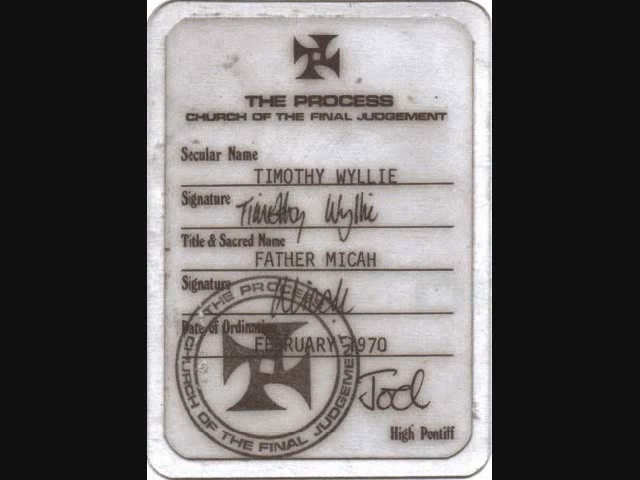 THE PROCESS
CHURCH OF THE FINAL JUDGEMENT
Secular Name
TIMOTHY WYLLIE
Signature Timothy Wyllie
Title & Sacred Name
FATHER MICAH
Signature Micah
Date of Ordination
FEBRUARY 1970
THE PROCESS
CHURCH OF THE FINAL JUDGEMENT
Joel
High Pontiff